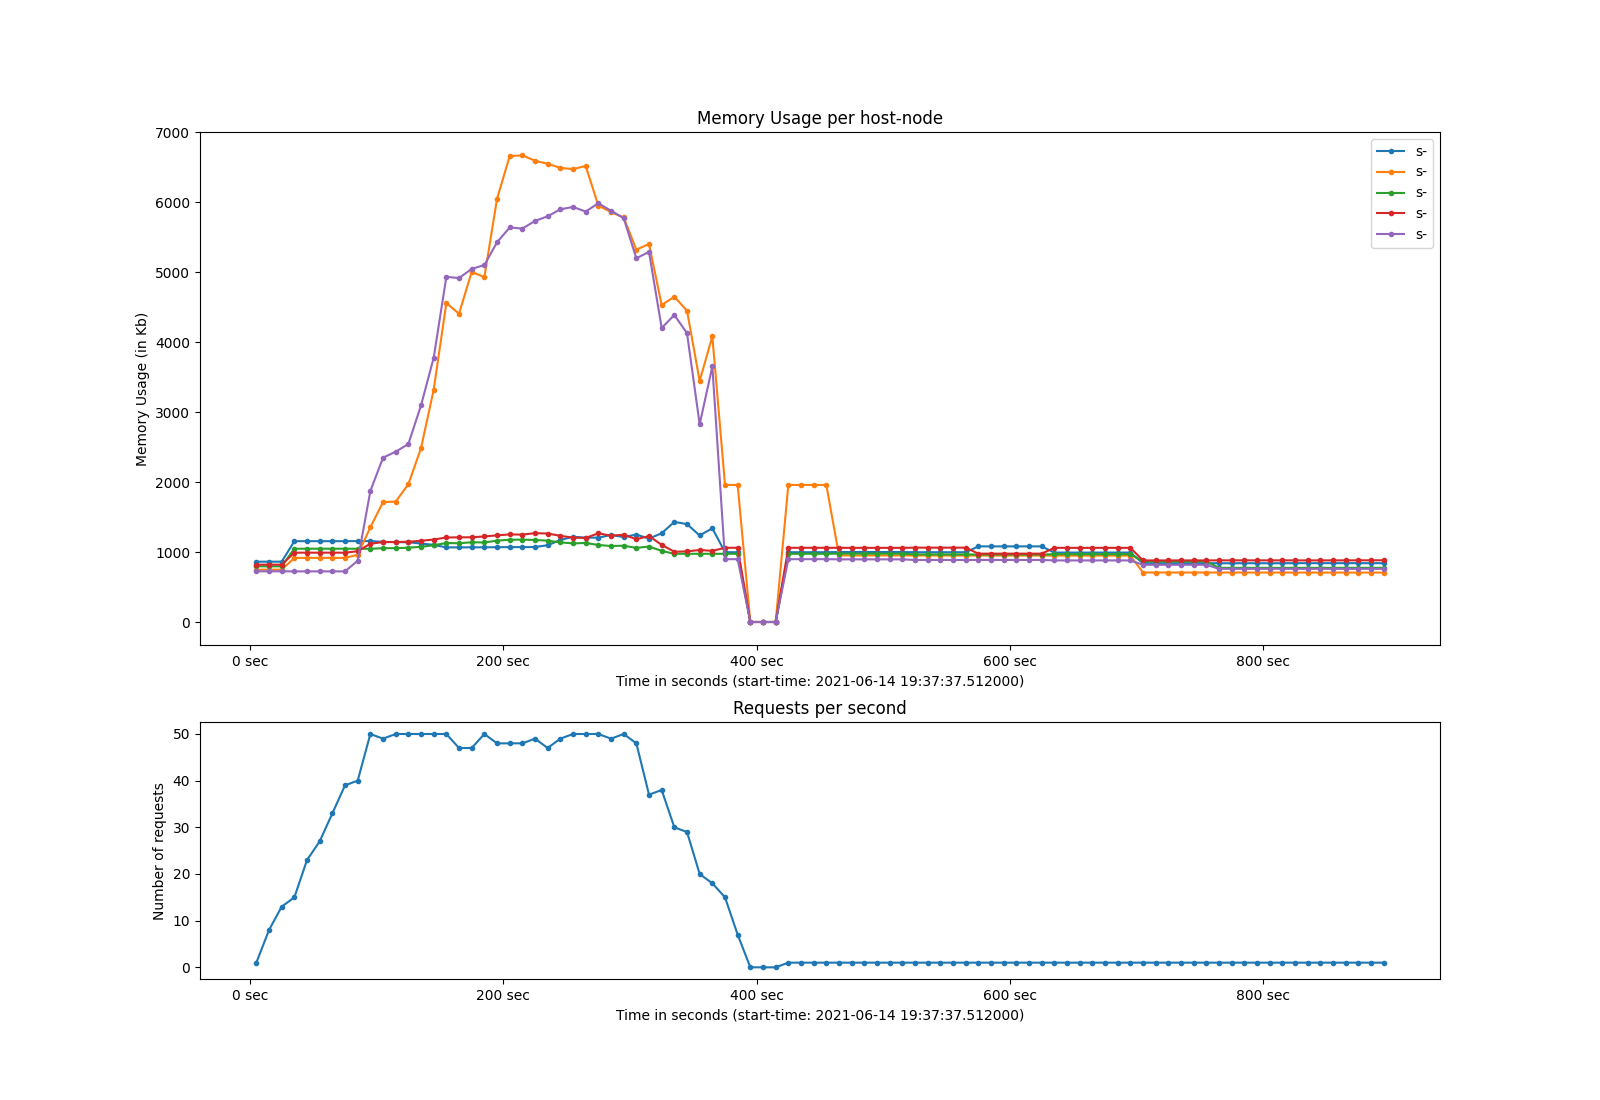 Memory Usage per host-node
7000
6000
5000
4000
3000
2000
1000
0
Memory Usage (in Kb)
s-
s-
s-
s-
s-
0 sec 200 sec 400 sec 600 sec 800 sec
Time in seconds (start-time: 2021-06-14 19:37:37.512000)
Requests per second
50
40
30
20
10
0
Number of requests
0 sec 200 sec 400 sec 600 sec 800 sec
Time in seconds (start-time: 2021-06-14 19:37:37.512000)